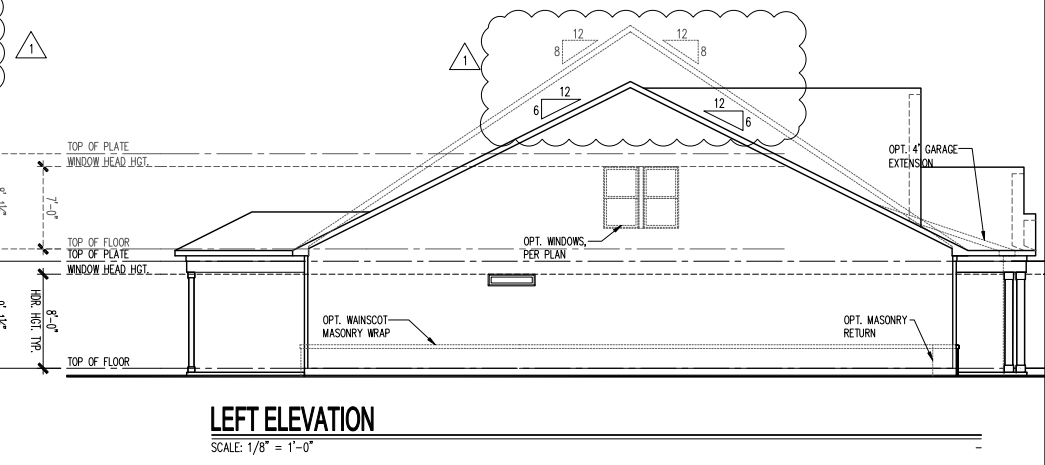 1
1
12
8
12
8
12
6
12
6
TOP OF PLATE
WINDOW HEAD HGT.
7'-0"
OPT. 4' GARAGE
EXTENSION
TOP OF FLOOR
TOP OF PLATE
WINDOW HEAD HGT.
OPT. WINDOWS,
PER PLAN
8'-0"
HDR. HGT. TYP.
OPT. WAINSCOT
MASONRY WRAP
OPT. MASONRY
RETURN
TOP OF FLOOR
LEFT ELEVATION
SCALE: 1/8" = 1'-0"